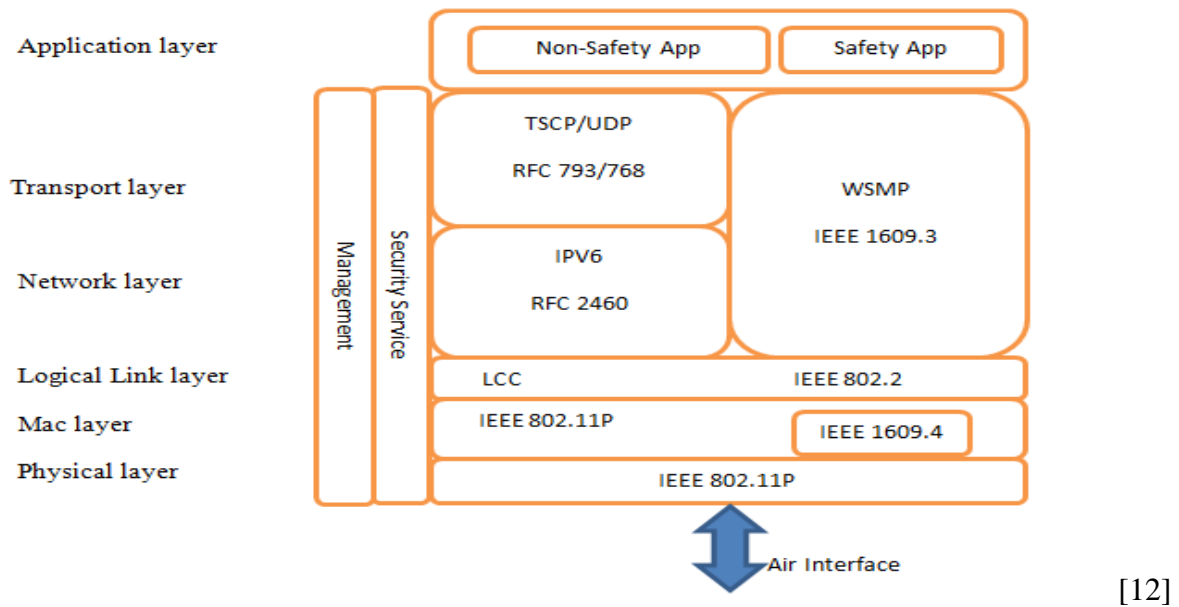 Application layer
Non-Safety App
Safety App
Transport layer
TSCP/UDP
RFC 793/768
WSMP
IEEE 1609.3
Network layer
IPV6
RFC 2460
Management
Security Service
Logical Link layer
LCC
IEEE 802.2
Mac layer
IEEE 802.11P
IEEE 1609.4
Physical layer
IEEE 802.11P
Air Interface
[12]